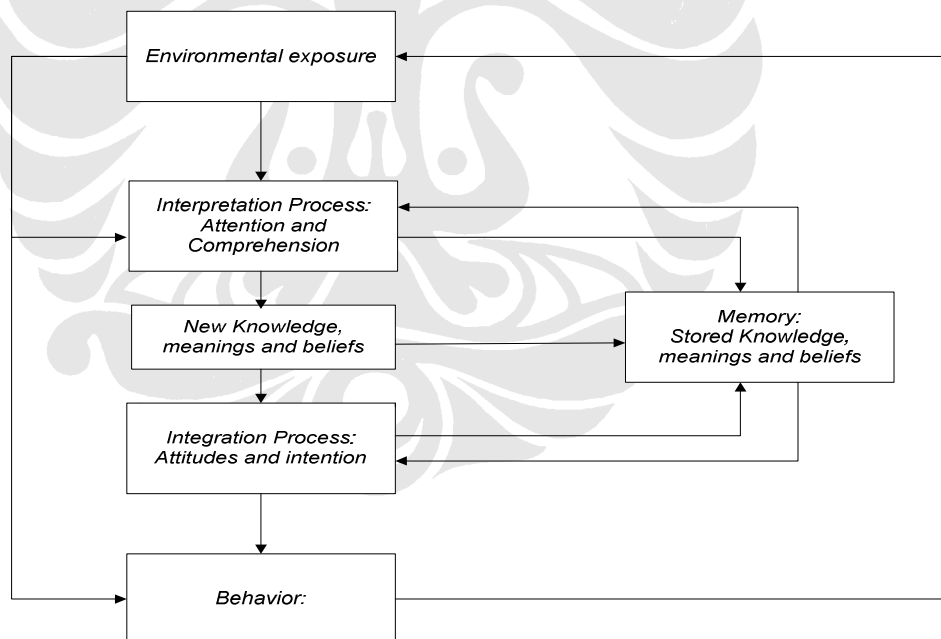 Environmental exposure
Interpretation Process:
Attention and
Comprehension
New Knowledge,
meanings and beliefs
Memory:
Stored Knowledge,
meanings and beliefs
Integration Process:
Attitudes and intention
Behavior: